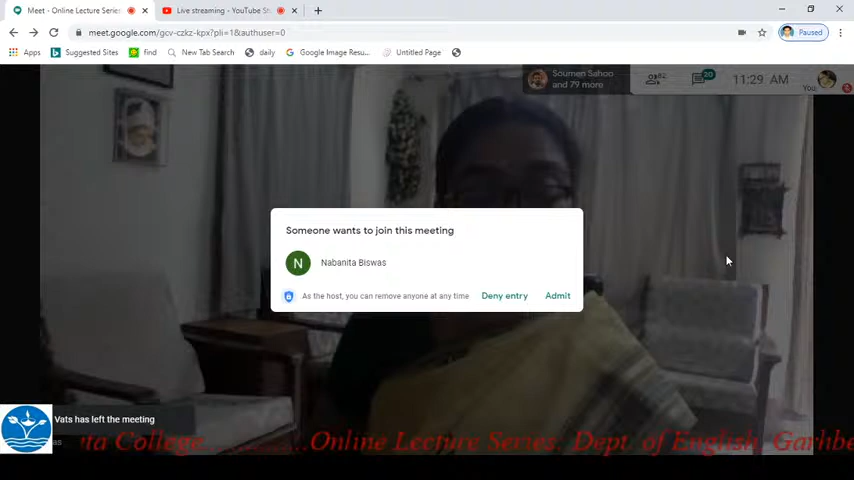 Meet - Online Lecture Series:
Live streaming - YouTube St
meet.google.com/gcv-czkz-kpx?pli=1&authuser=0
Paused
Apps
Suggested Sites
find
New Tab Search
daily
Google Image Resu...
Untitled Page
Soumen Sahoo
and 79 more
82
20
11:29 AM
You
Someone wants to join this meeting
N
Nabanita Biswas
As the host, you can remove anyone at any time
Deny entry
Admit
Vats has left the meeting
ta College..............Online Lecture Series, Dept. of English, Garhbe